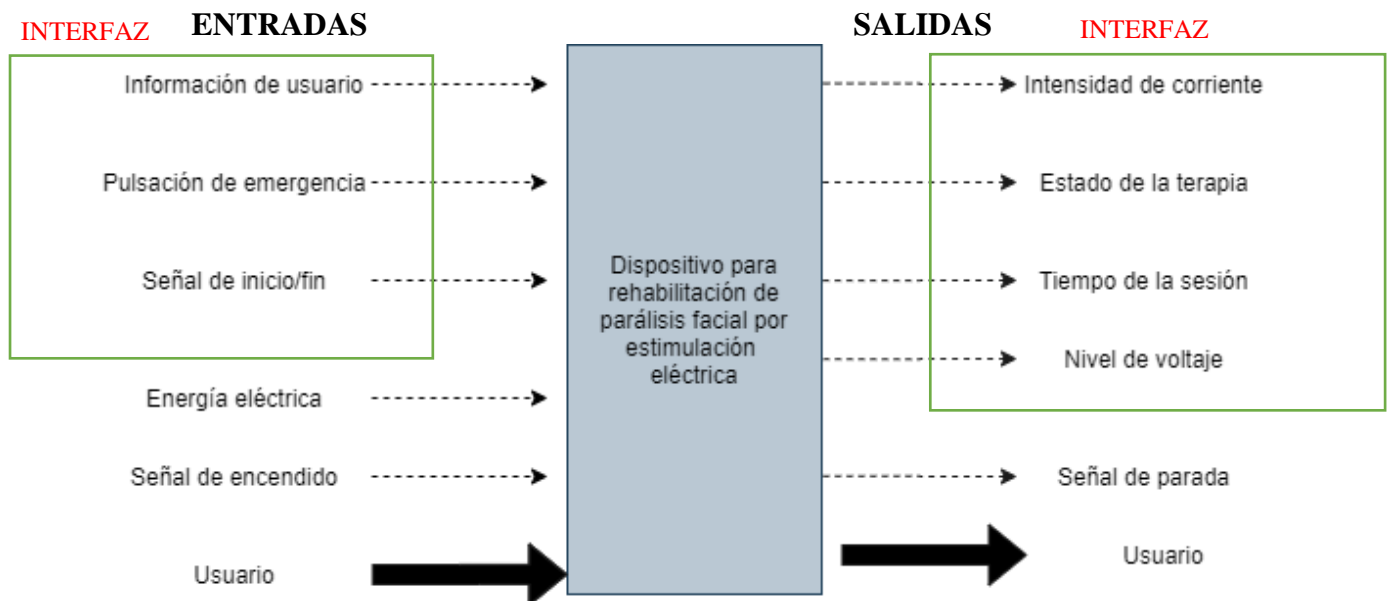 INTERFAZ ENTRADAS SALIDAS INTERFAZ
Información de usuario
Pulsación de emergencia
Señal de inicio/fin
Energía eléctrica
Señal de encendido
Usuario
Dispositivo para
rehabilitación de
parálisis facial por
estimulación
eléctrica
Intensidad de corriente
Estado de la terapia
Tiempo de la sesión
Nivel de voltaje
Señal de parada
Usuario